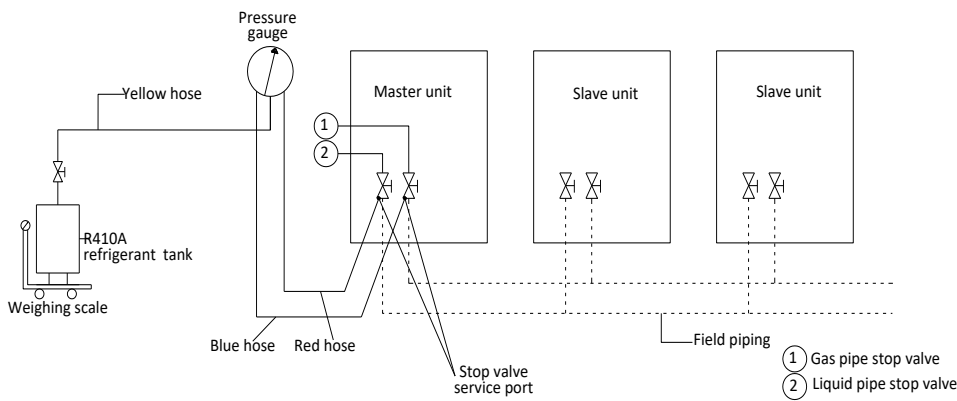 Pressure
gauge
Yellow hose
Master unit
Slave unit
Slave unit
1
2
R410A
refrigerant tank
Weighing scale
Blue hose
Red hose
Field piping
Stop valve
service port
1 Gas pipe stop valve
2 Liquid pipe stop valve